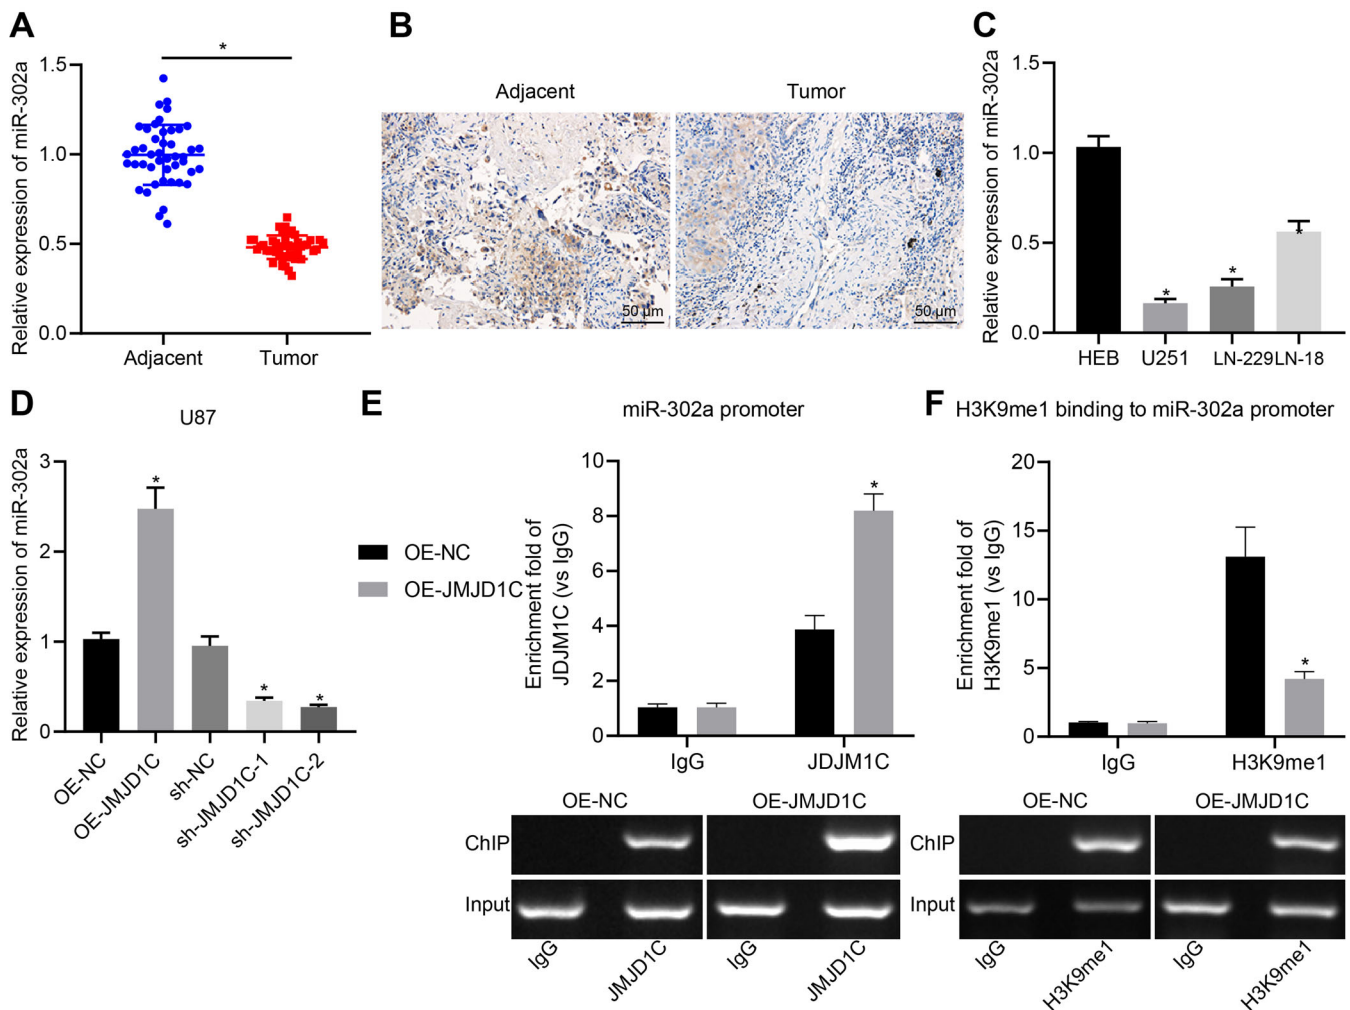 A
Relative expression of miR-302a
1.5
1.0
0.5
0.0
*
Adjacent
Tumor
B
Adjacent
Tumor
50 µm
50 µm
C
Relative expression of miR-302a
1.5
1.0
0.5
0.0
*
*
*
HEB
U251
LN-229
LN-18
D
U87
Relative expression of miR-302a
3
2
1
0
*
*
*
OE-NC
OE-JMJD1C
sh-NC
sh-JMJD1C-1
sh-JMJD1C-2
OE-NC
OE-JMJD1C
E
miR-302a promoter
Enrichment fold of
JDJM1C (vs IgG)
10
8
6
4
2
0
*
IgG
JDJM1C
OE-NC
OE-JMJD1C
ChIP
Input
IgG
JMJD1C
IgG
JMJD1C
F
H3K9me1 binding to miR-302a promoter
Enrichment fold of
H3K9me1 (vs IgG)
20
15
10
5
0
*
IgG
H3K9me1
OE-NC
OE-JMJD1C
ChIP
Input
IgG
H3K9me1
IgG
H3K9me1